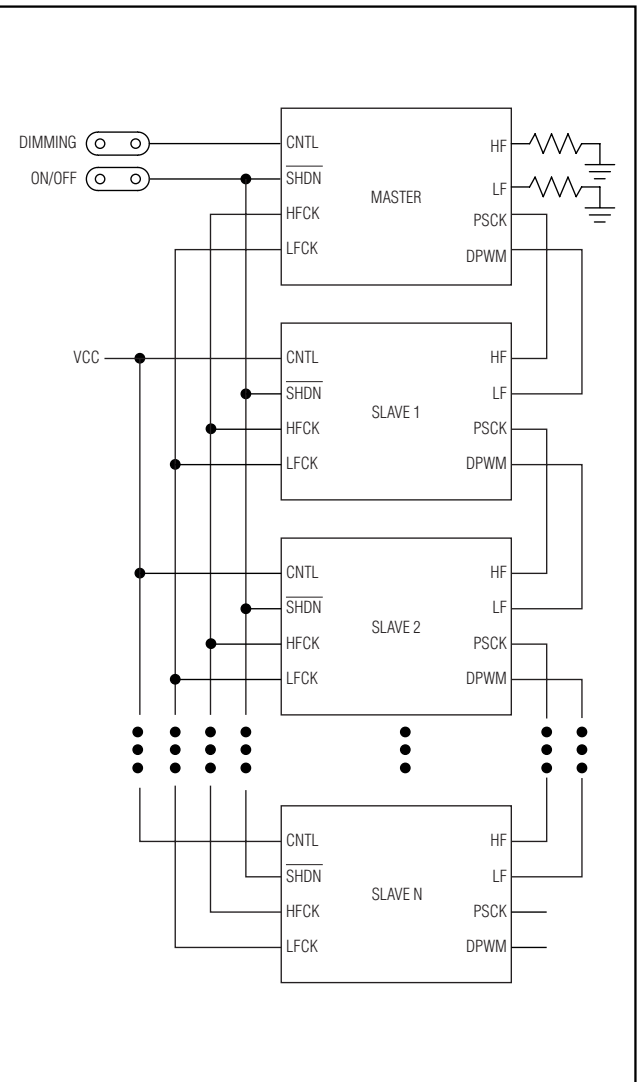 DIMMING
ON/OFF
CNTL
SHDN
HFCK
LFCK
MASTER
HF
LF
PSCK
DPWM
VCC
CNTL
SHDN
HFCK
LFCK
SLAVE 1
HF
LF
PSCK
DPWM
CNTL
SHDN
HFCK
LFCK
SLAVE 2
HF
LF
PSCK
DPWM
CNTL
SHDN
HFCK
LFCK
SLAVE N
HF
LF
PSCK
DPWM